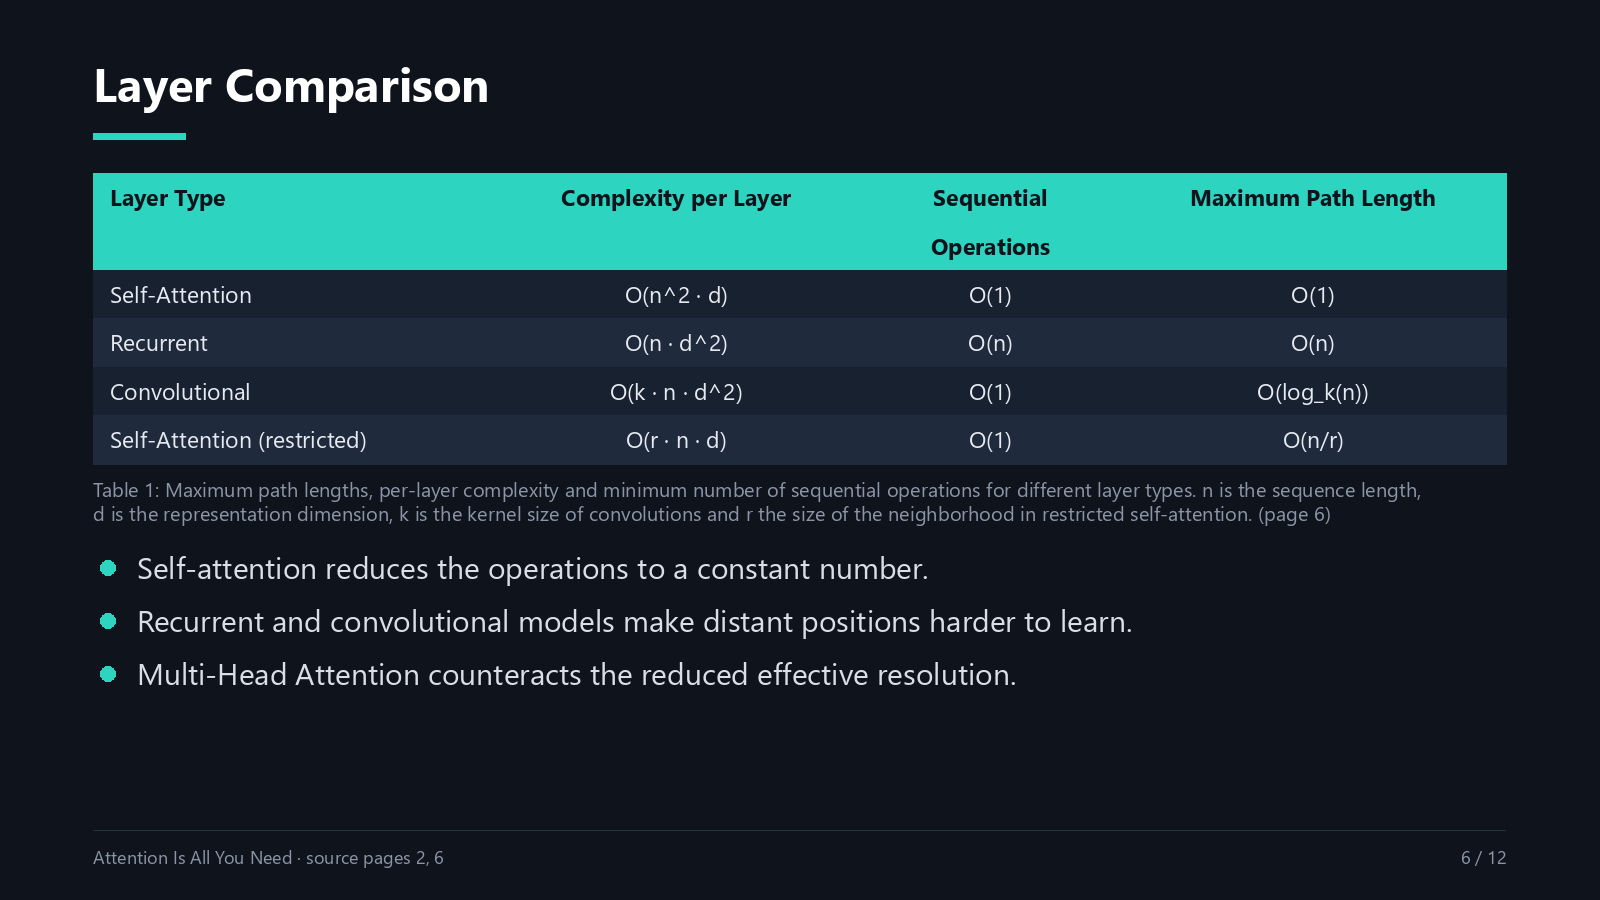 Layer Comparison
Layer Type Complexity per Layer Sequential Operations Maximum Path Length
Self-Attention O(n^2 · d) O(1) O(1)
Recurrent O(n · d^2) O(n) O(n)
Convolutional O(k · n · d^2) O(1) O(log_k(n))
Self-Attention (restricted) O(r · n · d) O(1) O(n/r)
Table 1: Maximum path lengths, per-layer complexity and minimum number of sequential operations for different layer types. n is the sequence length,
d is the representation dimension, k is the kernel size of convolutions and r the size of the neighborhood in restricted self-attention. (page 6)
Self-attention reduces the operations to a constant number.
Recurrent and convolutional models make distant positions harder to learn.
Multi-Head Attention counteracts the reduced effective resolution.
Attention Is All You Need · source pages 2, 6
6 / 12